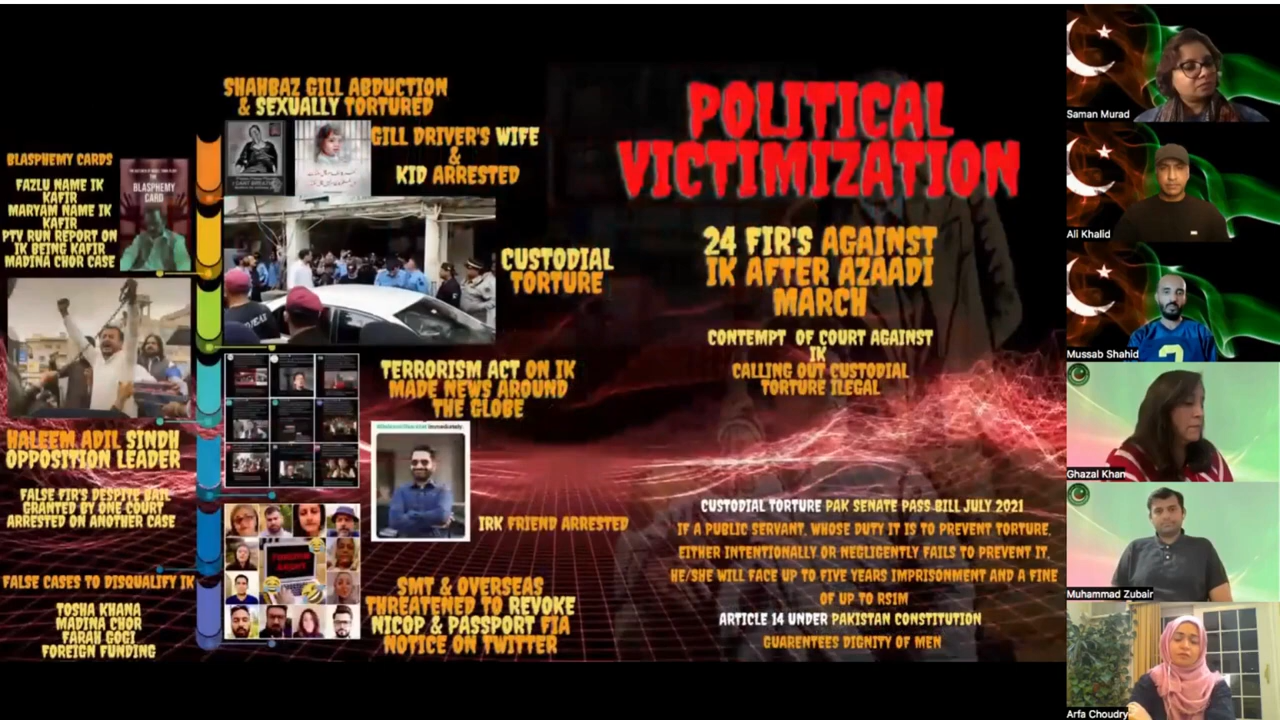 SHAHBAZ GILL ABDUCTION
& SEXUALLY TORTURED
GILL DRIVER'S WIFE
&
KID ARRESTED
BLASPHEMY CARDS
FAZLU NAME IK
KAFIR
MARYAM NAME IK
KAFIR
PTV RUN REPORT ON
IK BEING KAFIR
MADINA CHOR CASE
BLASPHEMY
CARD
CUSTODIAL
TORTURE
TERRORISM ACT ON IK
MADE NEWS AROUND
THE GLOBE
HALEEM ADIL SINDH
OPPOSITION LEADER
FALSE FIR'S DESPITE BAIL
GRANTED BY ONE COURT
ARRESTED ON ANOTHER CASE
immediately.
IRK FRIEND ARRESTED
FALSE CASES TO DISQUALIFY IK
TOSHA KHANA
MADINA CHOR
FARAH GOGI
FOREIGN FUNDING
SMT & OVERSEAS
THREATENED TO REVOKE
NICOP & PASSPORT FIA
NOTICE ON TWITTER
POLITICAL
VICTIMIZATION
24 FIR'S AGAINST
IK AFTER AZAADI
MARCH
CONTEMPT OF COURT AGAINST
IK
CALLING OUT CUSTODIAL
TORTURE ILEGAL
CUSTODIAL TORTURE PAK SENATE PASS BILL JULY 2021
IF A PUBLIC SERVANT, WHOSE DUTY IT IS TO PREVENT TORTURE,
EITHER INTENTIONALLY OR NEGLIGENTLY FAILS TO PREVENT IT,
HE/SHE WILL FACE UP TO FIVE YEARS IMPRISONMENT AND A FINE
OF UP TO RS1M
ARTICLE 14 UNDER PAKISTAN CONSTITUTION
GUARENTEES DIGNITY OF MEN
Saman Murad
Ali Khalid
Mussab Shahid
Ghazal Khan
Muhammad Zubair
Arfa Choudry